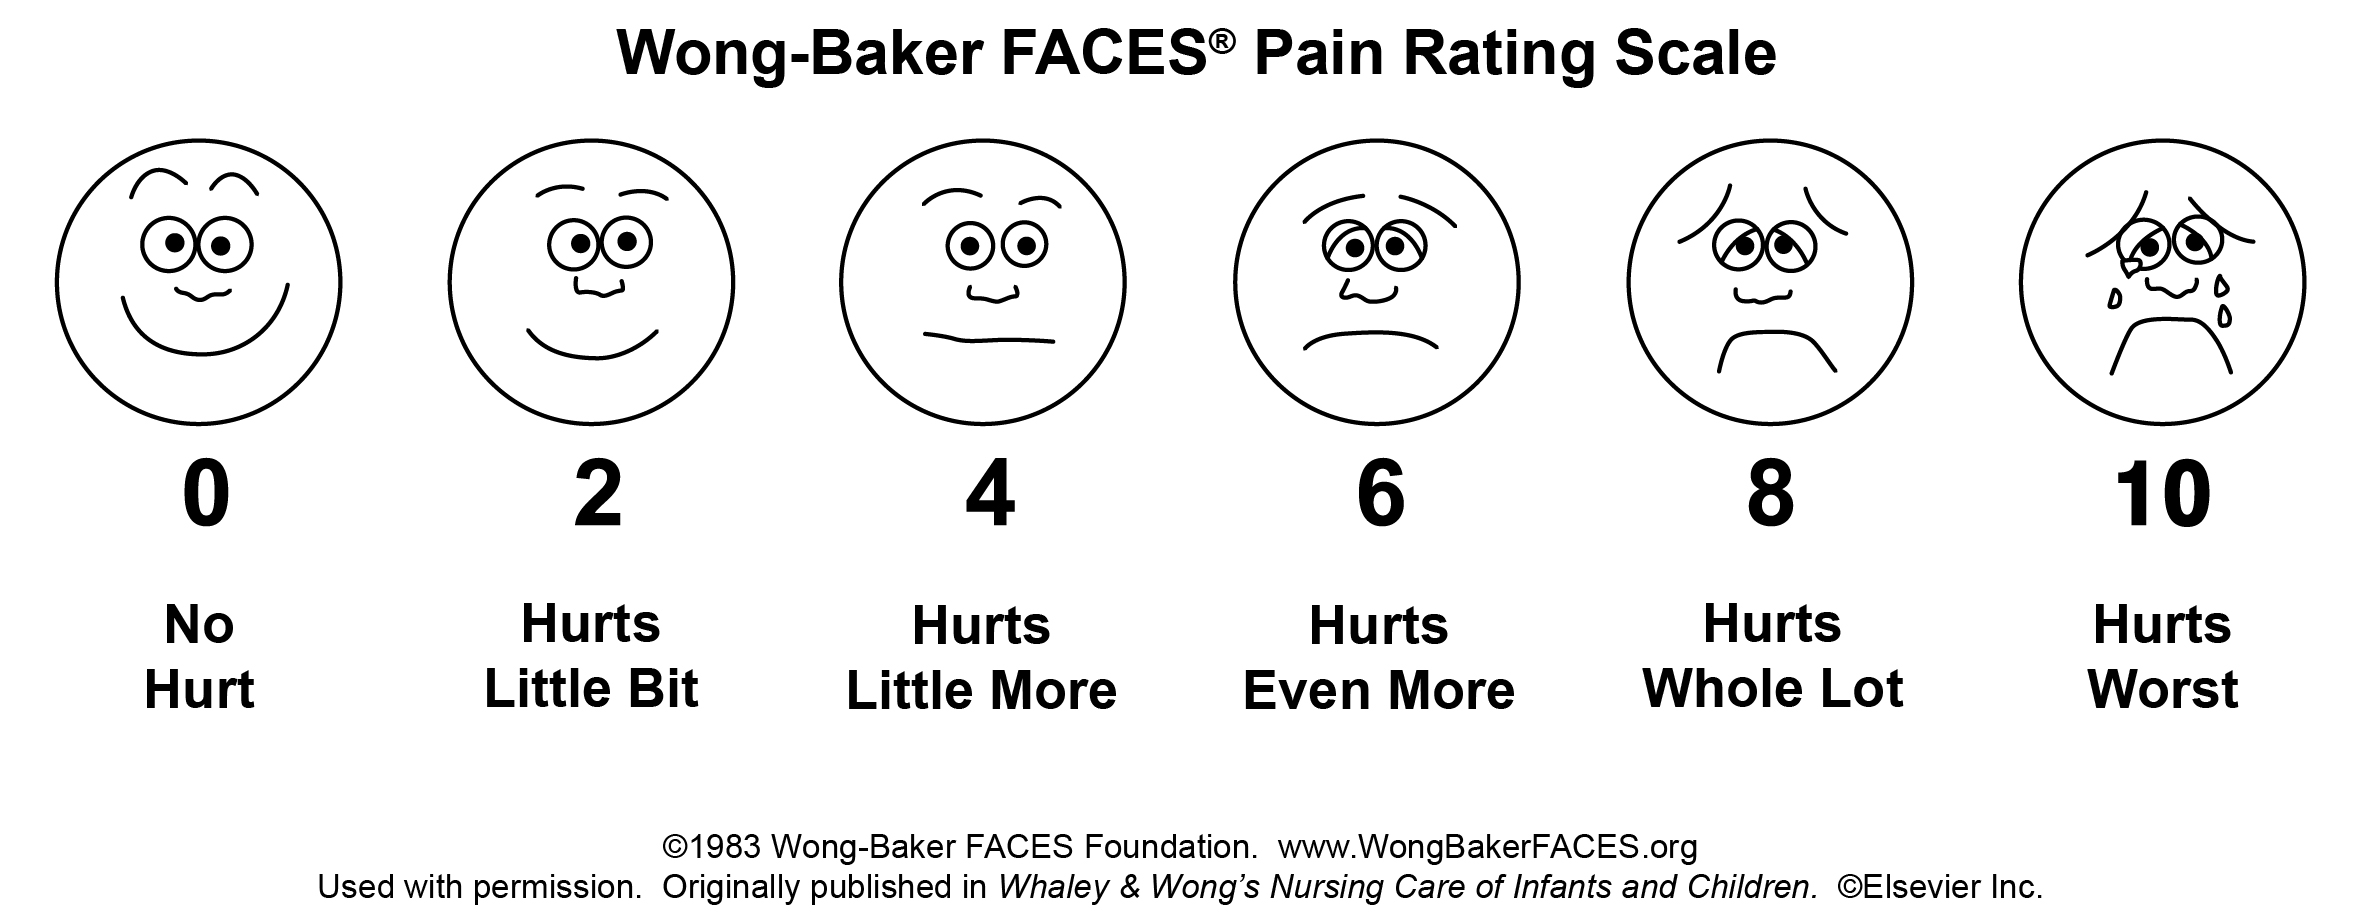 Wong-Baker FACES® Pain Rating Scale
0 2 4 6 8 10
No Hurts Hurts Hurts Hurts Hurts
Hurt Little Bit Little More Even More Whole Lot Worst
©1983 Wong-Baker FACES Foundation. www.WongBakerFACES.org
Used with permission. Originally published in Whaley & Wong’s Nursing Care of Infants and Children. ©Elsevier Inc.